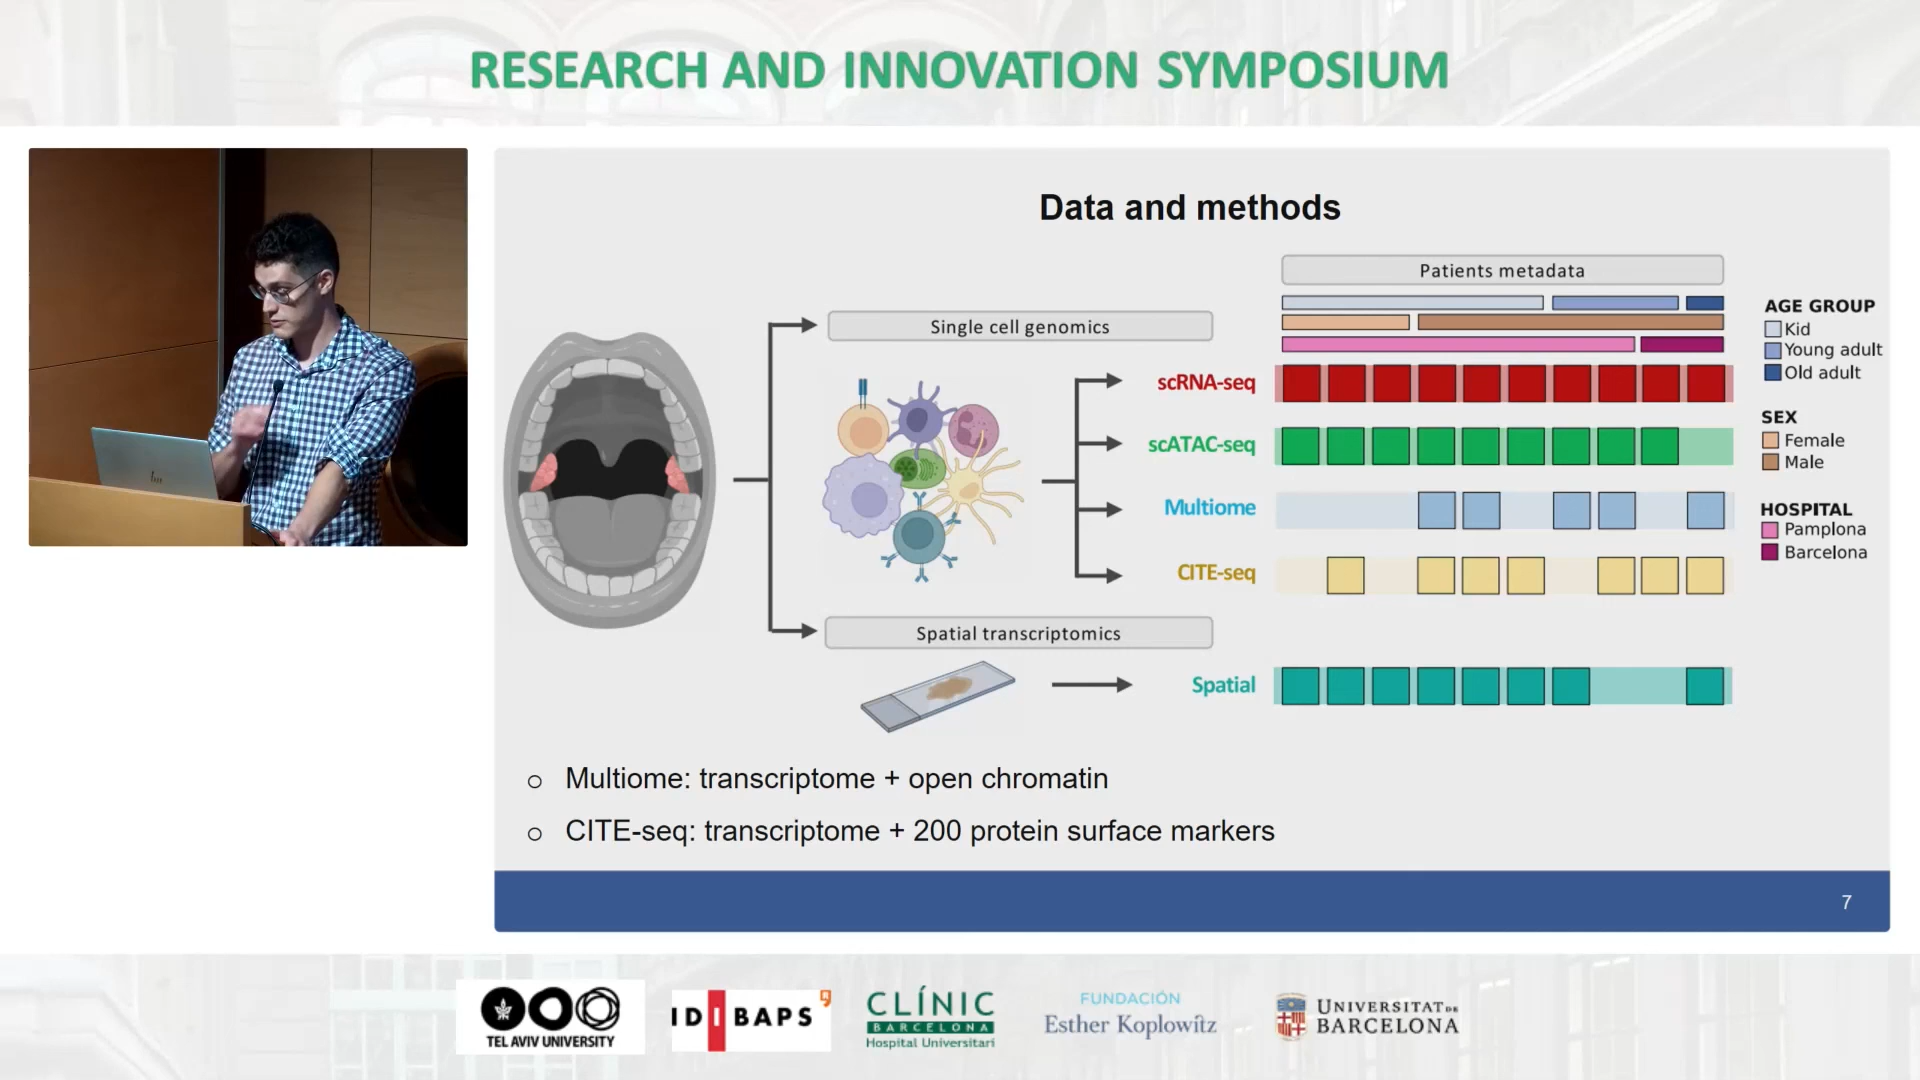 RESEARCH AND INNOVATION SYMPOSIUM
Data and methods
Patients metadata
Single cell genomics
AGE GROUP
Kid
Young adult
Old adult
scRNA-seq
SEX
Female
Male
scATAC-seq
Multiome
HOSPITAL
Pamplona
Barcelona
CITE-seq
Spatial transcriptomics
Spatial
Multiome: transcriptome + open chromatin
CITE-seq: transcriptome + 200 protein surface markers
7
TEL AVIV UNIVERSITY
IDIBAPS
CLÍNIC
BARCELONA
Hospital Universitari
FUNDACIÓN
Esther Koplowitz
UNIVERSITAT DE
BARCELONA